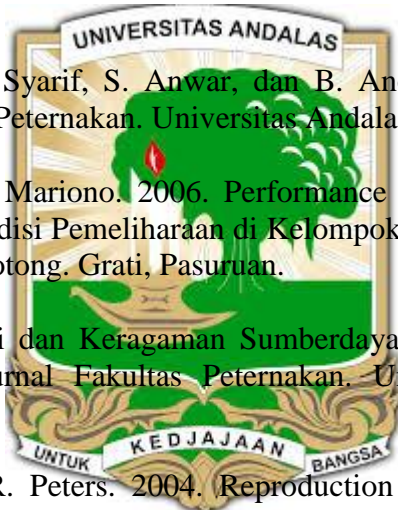 UNIVERSITAS ANDALAS
Syarif, S. Anwar, dan B. An
Peternakan. Universitas Andala
Mariono. 2006. Performance
disi Pemeliharaan di Kelompok
otong. Grati, Pasuruan.
i dan Keragaman Sumberdaya
urnal Fakultas Peternakan. U
UNTUK KEDJAJAAN BANGSA
R. Peters. 2004. Reproduction